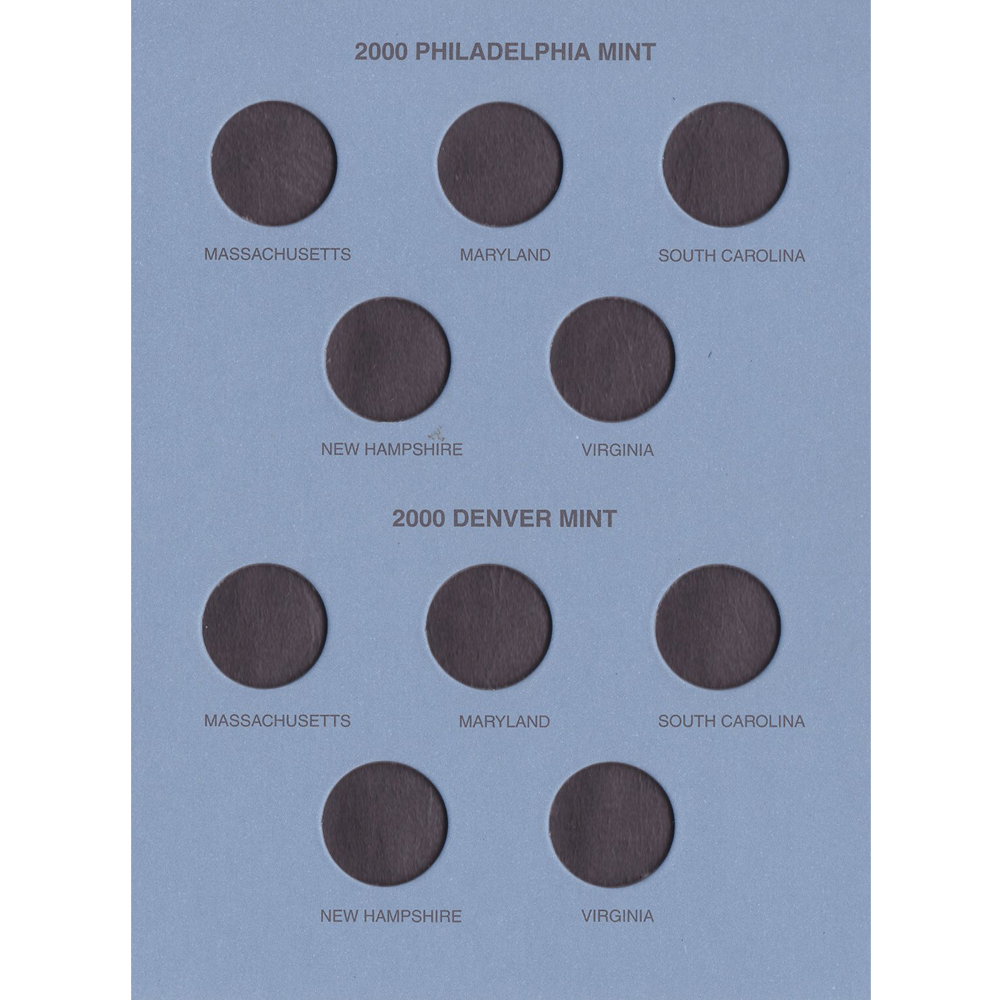 2000 PHILADELPHIA MINT
MASSACHUSETTS MARYLAND SOUTH CAROLINA
NEW HAMPSHIRE VIRGINIA
2000 DENVER MINT
MASSACHUSETTS MARYLAND SOUTH CAROLINA
NEW HAMPSHIRE VIRGINIA